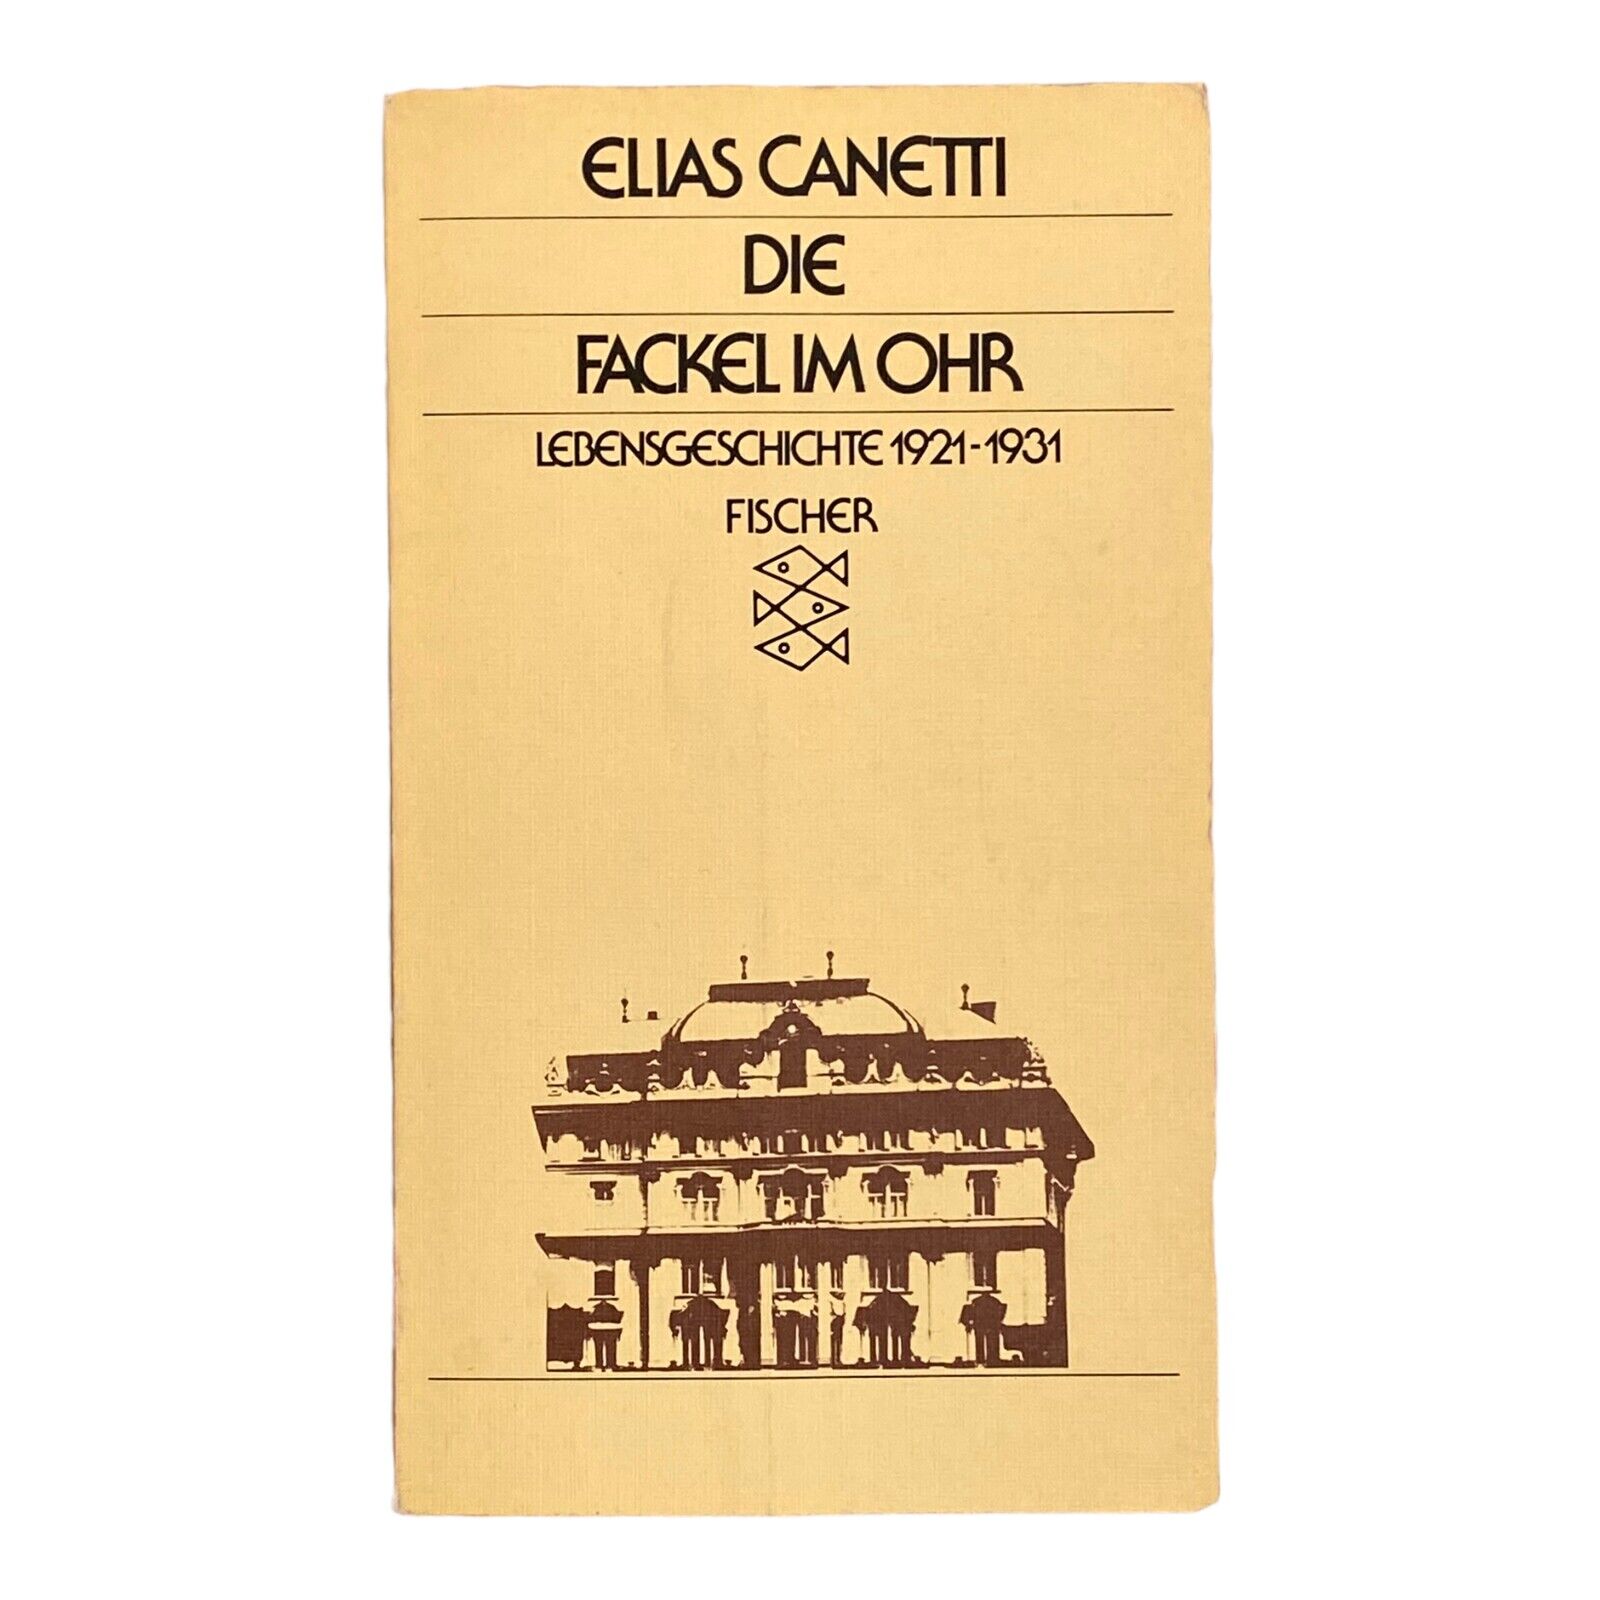 ELIAS CANETTI
DIE
FACKEL IM OHR
LEBENSGESCHICHTE 1921-1931
FISCHER